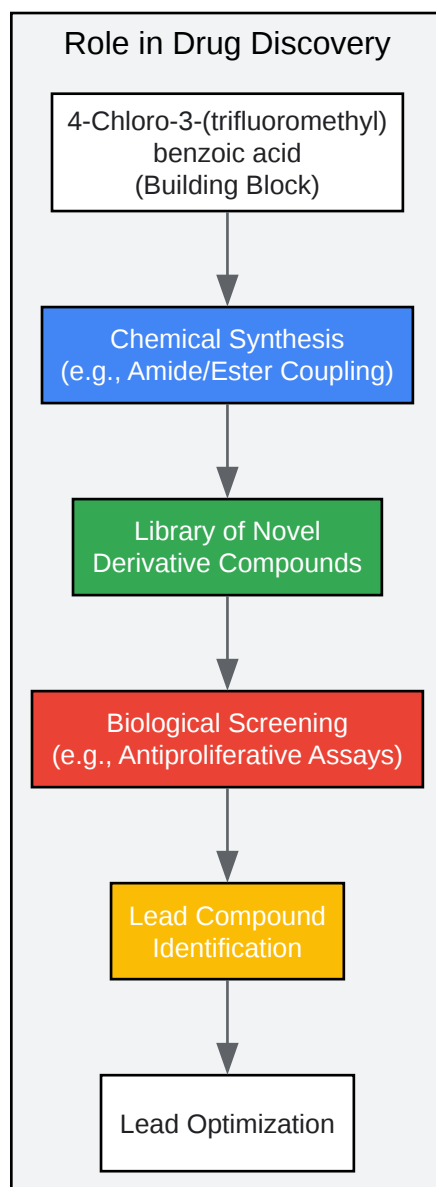 Role in Drug Discovery
4-Chloro-3-(trifluoromethyl)
benzoic acid
(Building Block)
Chemical Synthesis
(e.g., Amide/Ester Coupling)
Library of Novel
Derivative Compounds
Biological Screening
(e.g., Antiproliferative Assays)
Lead Compound
Identification
Lead Optimization